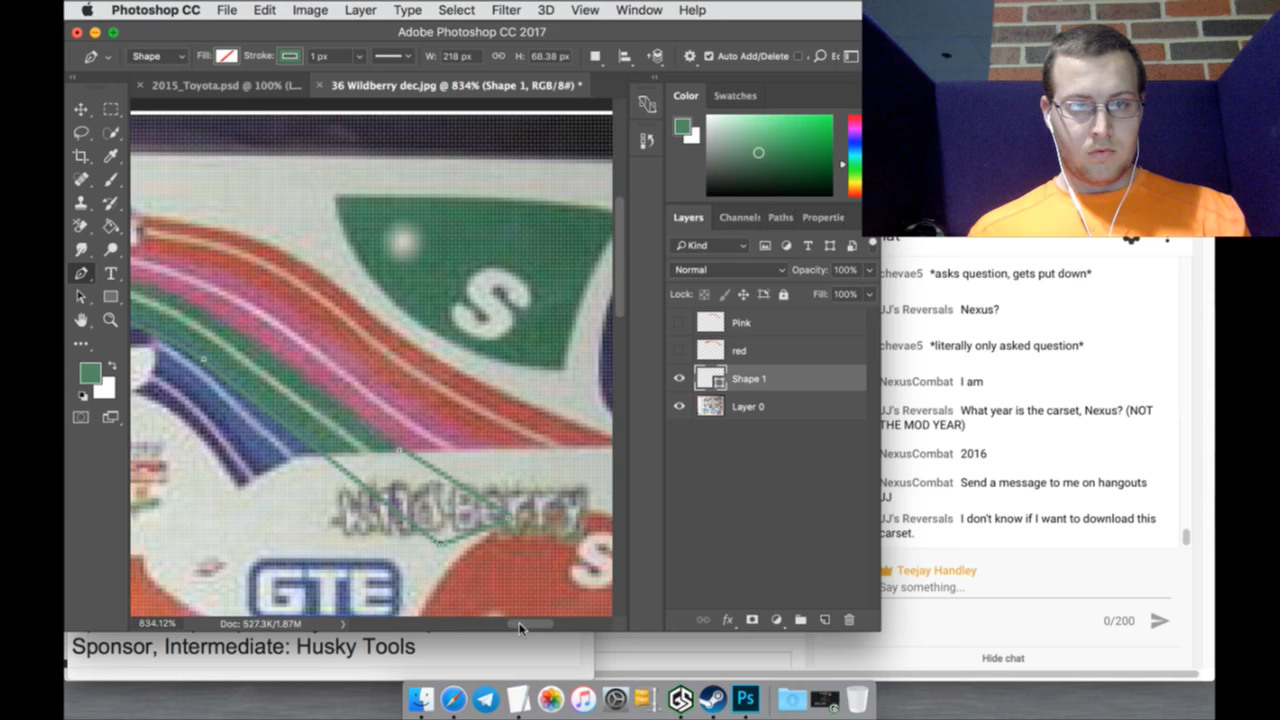 Photoshop CC File Edit Image Layer Type Select Filter 3D View Window Help
Adobe Photoshop CC 2017
Shape Fill: Stroke: 1 px W: 218 px H: 68.38 px Auto Add/Delete
2015_Toyota.psd @ 100% (L... 36 Wildberry dec.jpg @ 834% (Shape 1, RGB/8#) *
Color Swatches
Layers Channels Paths Propertie
Kind
Normal Opacity: 100%
Lock: Fill: 100%
Pink
red
Shape 1
Layer 0
fx
S
WILD BERRY
GTE
S
834.12% Doc: 527.3K/1.87M
Sponsor, Intermediate: Husky Tools
chevae5 *asks question, gets put down*
JJ's Reversals Nexus?
chevae5 *literally only asked question*
NexusCombat I am
JJ's Reversals What year is the carset, Nexus? (NOT
THE MOD YEAR)
NexusCombat 2016
NexusCombat Send a message to me on hangouts
JJ
JJ's Reversals I don't know if I want to download this
carset.
Teejay Handley
Say something...
0/200
Hide chat
GS
Ps